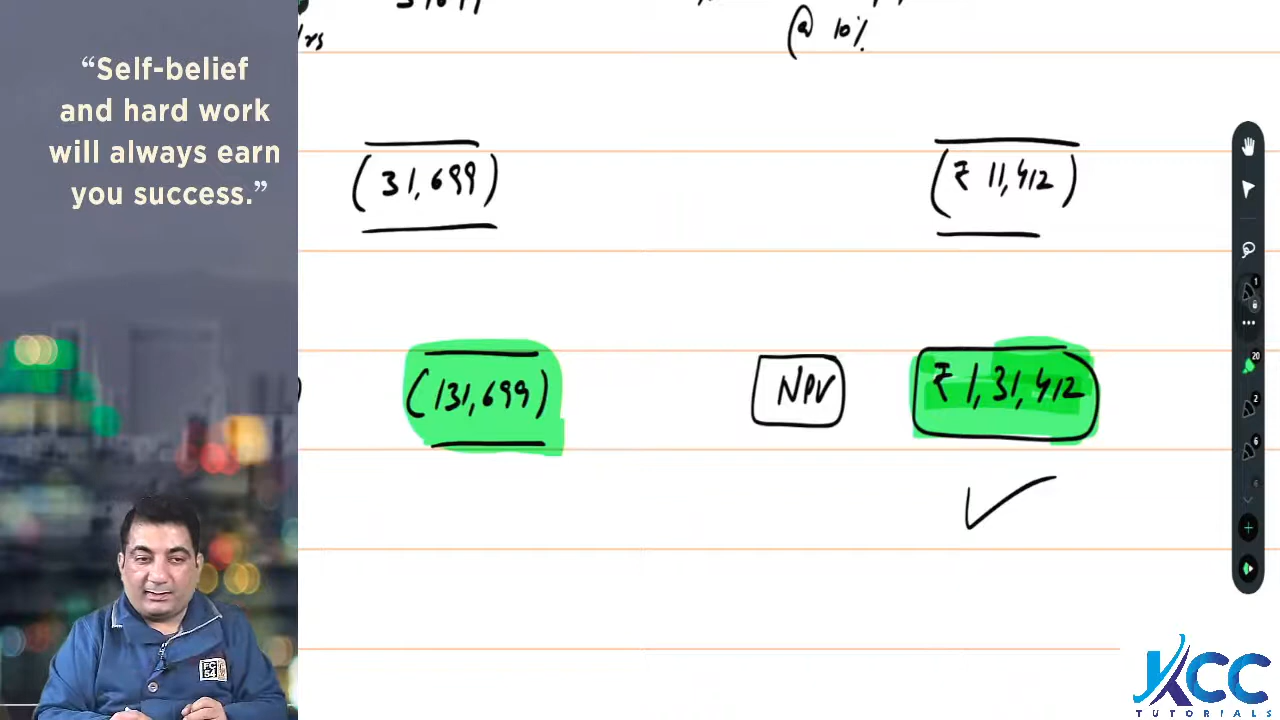 “Self-belief
and hard work
will always earn
you success.”
@ 10%
(31,699)
(₹ 11,412)
(131,699)
NPV
₹ 1,31,412
KCC
TUTORIALS